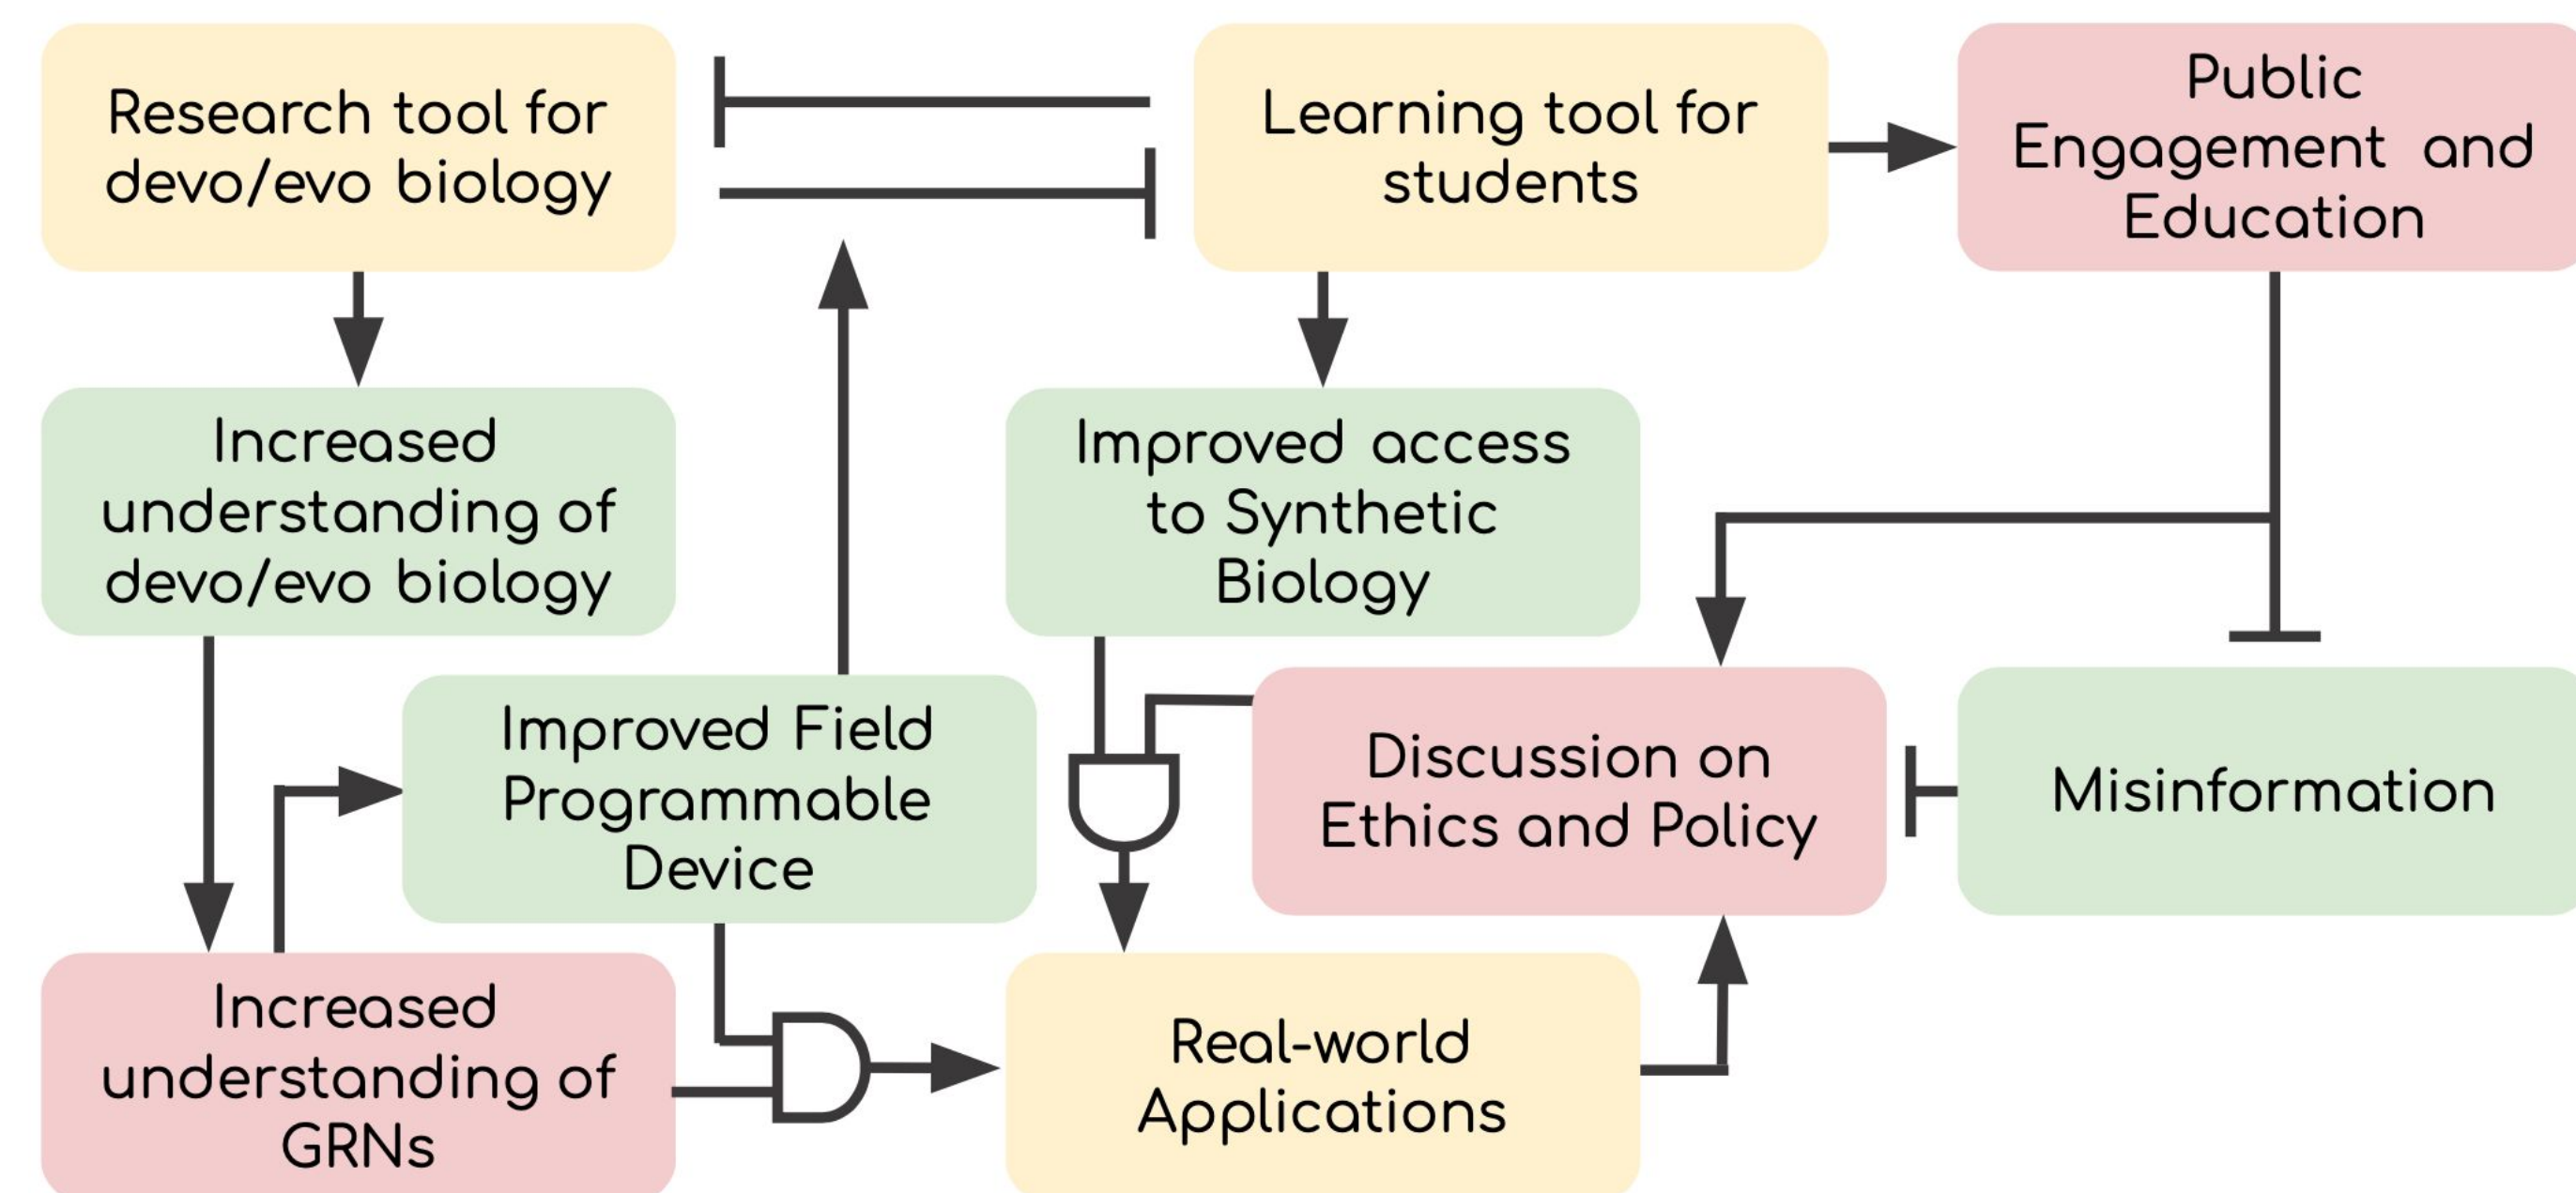 Research tool for
devo/evo biology
Learning tool for
students
Public
Engagement and
Education
Increased
understanding of
devo/evo biology
Improved access
to Synthetic
Biology
Improved Field
Programmable
Device
Discussion on
Ethics and Policy
Misinformation
Increased
understanding of
GRNs
Real-world
Applications